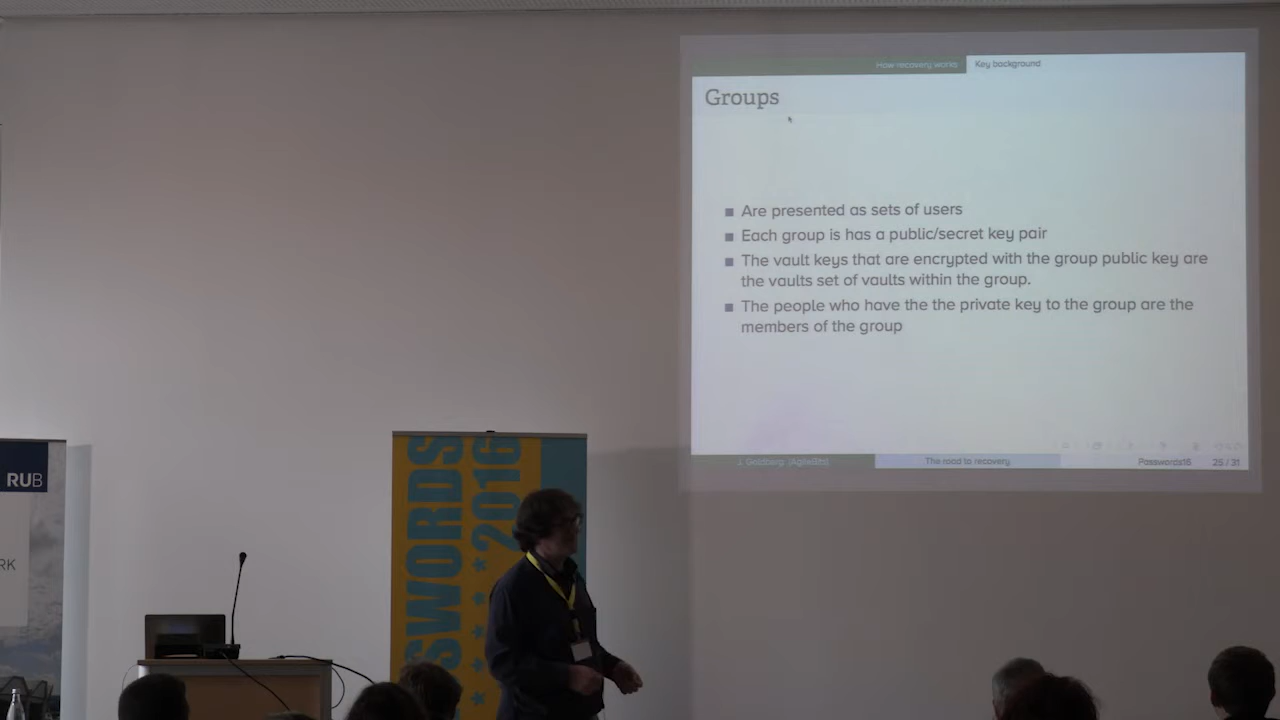 How recovery works
Key background
Groups
Are presented as sets of users
Each group is has a public/secret key pair
The vault keys that are encrypted with the group public key are
the vaults set of vaults within the group.
The people who have the the private key to the group are the
members of the group
J. Goldberg (AgileBits)
The road to recovery
Passwords16
25 / 31
RUB
RK
SWORDS
2016